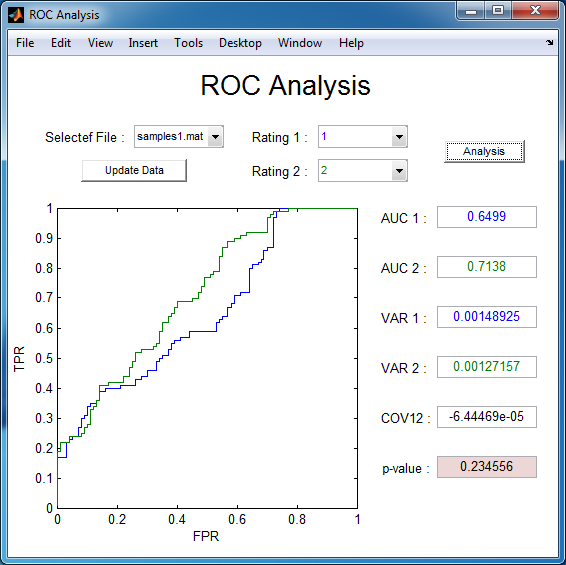 ROC Analysis
File Edit View Insert Tools Desktop Window Help
ROC Analysis
Selectef File : samples1.mat Rating 1 : 1 Analysis
Update Data Rating 2 : 2
1
0.9
0.8
0.7
0.6
0.5
0.4
0.3
0.2
0.1
0
TPR
0 0.2 0.4 0.6 0.8 1
FPR
AUC 1 : 0.6499
AUC 2 : 0.7138
VAR 1 : 0.00148925
VAR 2 : 0.00127157
COV12 : -6.44469e-05
p-value : 0.234556